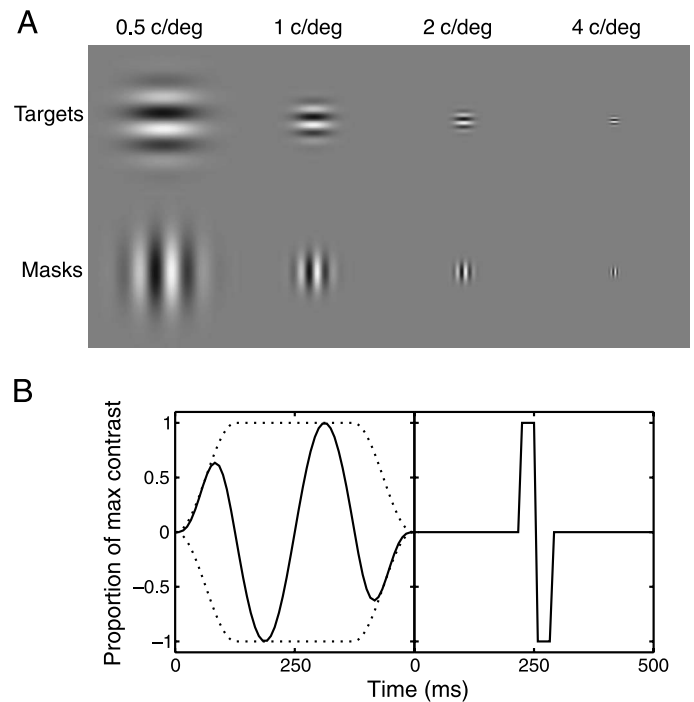 A
0.5 c/deg 1 c/deg 2 c/deg 4 c/deg
Targets
Masks
B
Proportion of max contrast
1
0.5
0
−0.5
−1
0 250 0 250 500
Time (ms)